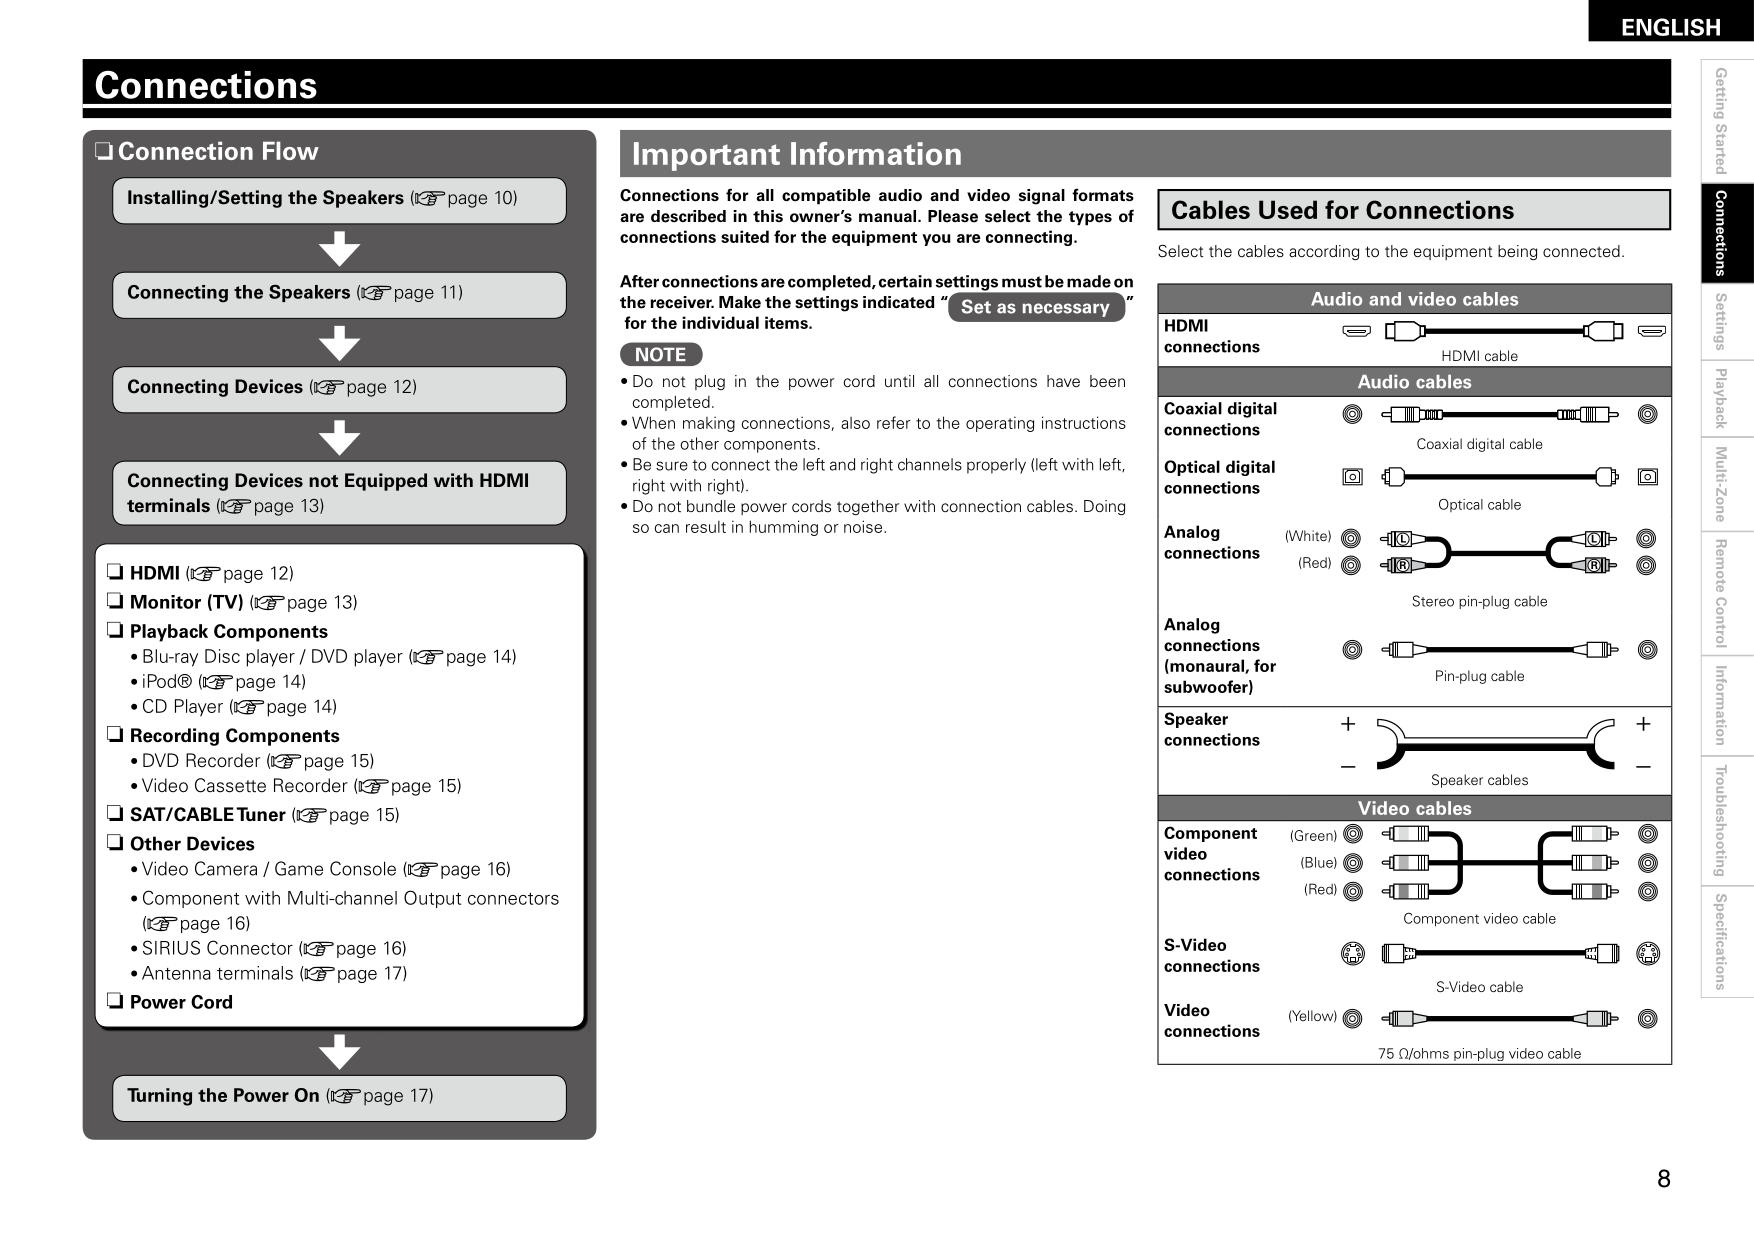 ENGLISH
Connections
❏ Connection Flow
Installing/Setting the Speakers (☞page 10)
Connecting the Speakers (☞page 11)
Connecting Devices (☞page 12)
Connecting Devices not Equipped with HDMI
terminals (☞page 13)
❏ HDMI (☞page 12)
❏ Monitor (TV) (☞page 13)
❏ Playback Components
• Blu-ray Disc player / DVD player (☞page 14)
• iPod® (☞page 14)
• CD Player (☞page 14)
❏ Recording Components
• DVD Recorder (☞page 15)
• Video Cassette Recorder (☞page 15)
❏ SAT/CABLE Tuner (☞page 15)
❏ Other Devices
• Video Camera / Game Console (☞page 16)
• Component with Multi-channel Output connectors
(☞page 16)
• SIRIUS Connector (☞page 16)
• Antenna terminals (☞page 17)
❏ Power Cord
Turning the Power On (☞page 17)
Important Information
Connections for all compatible audio and video signal formats
are described in this owner's manual. Please select the types of
connections suited for the equipment you are connecting.
After connections are completed, certain settings must be made on
the receiver. Make the settings indicated “ Set as necessary ”
for the individual items.
NOTE
• Do not plug in the power cord until all connections have been
completed.
• When making connections, also refer to the operating instructions
of the other components.
• Be sure to connect the left and right channels properly (left with left,
right with right).
• Do not bundle power cords together with connection cables. Doing
so can result in humming or noise.
Cables Used for Connections
Select the cables according to the equipment being connected.
Audio and video cables
HDMI
connections
HDMI cable
Audio cables
Coaxial digital
connections
Coaxial digital cable
Optical digital
connections
Optical cable
Analog
connections
(White)
(Red)
L L
R R
Stereo pin-plug cable
Analog
connections
(monaural, for
subwoofer)
Pin-plug cable
Speaker
connections
+ +
– –
Speaker cables
Video cables
Component
video
connections
(Green)
(Blue)
(Red)
Component video cable
S-Video
connections
S-Video cable
Video
connections
(Yellow)
75 Ω/ohms pin-plug video cable
Getting Started
Connections
Settings
Playback
Multi-Zone
Remote Control
Information
Troubleshooting
Specifications
8